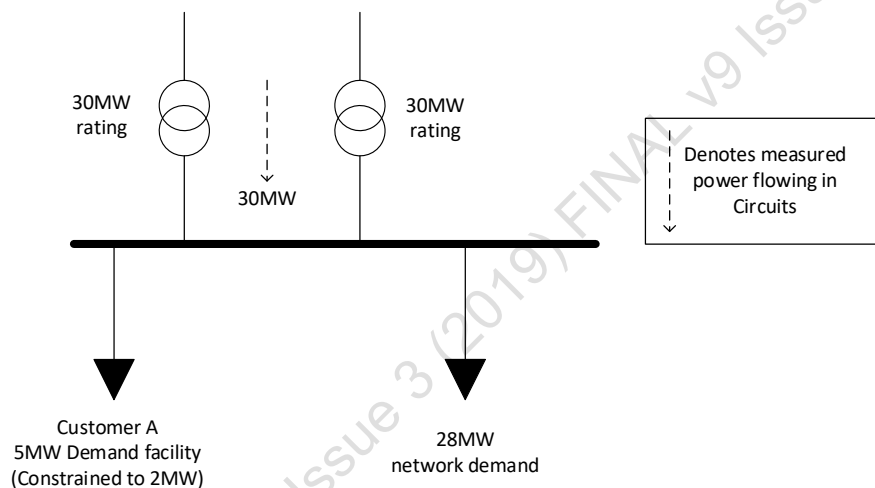 30MW
rating
30MW
rating
30MW
Denotes measured
power flowing in
Circuits
Customer A
5MW Demand facility
(Constrained to 2MW)
28MW
network demand
Issue 3 (2019) FINAL v9 Issue